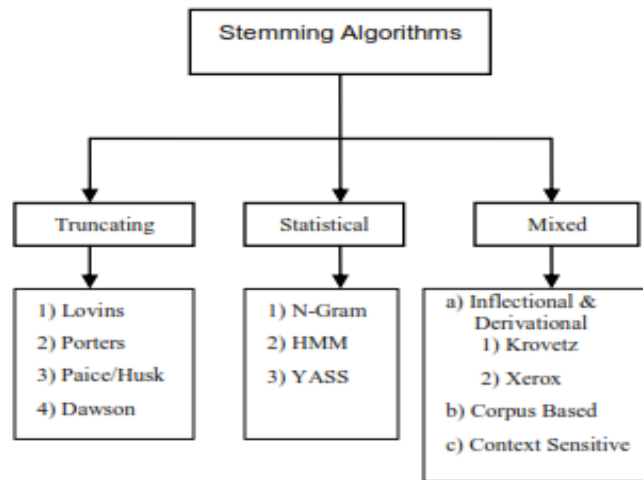 Stemming Algorithms
Truncating
Statistical
Mixed
1) Lovins
2) Porters
3) Paice/Husk
4) Dawson
1) N-Gram
2) HMM
3) YASS
a) Inflectional &
Derivational
1) Krovetz
2) Xerox
b) Corpus Based
c) Context Sensitive